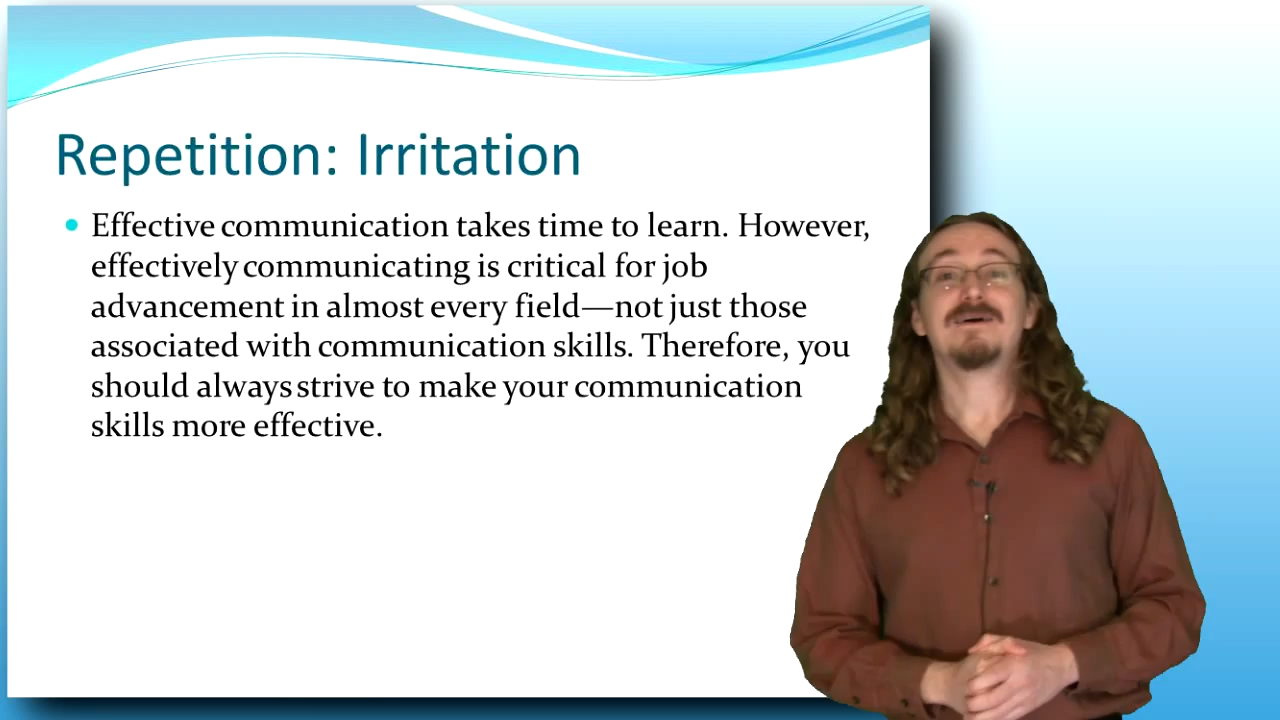 Repetition: Irritation
Effective communication takes time to learn. However,
effectively communicating is critical for job
advancement in almost every field—not just those
associated with communication skills. Therefore, you
should always strive to make your communication
skills more effective.